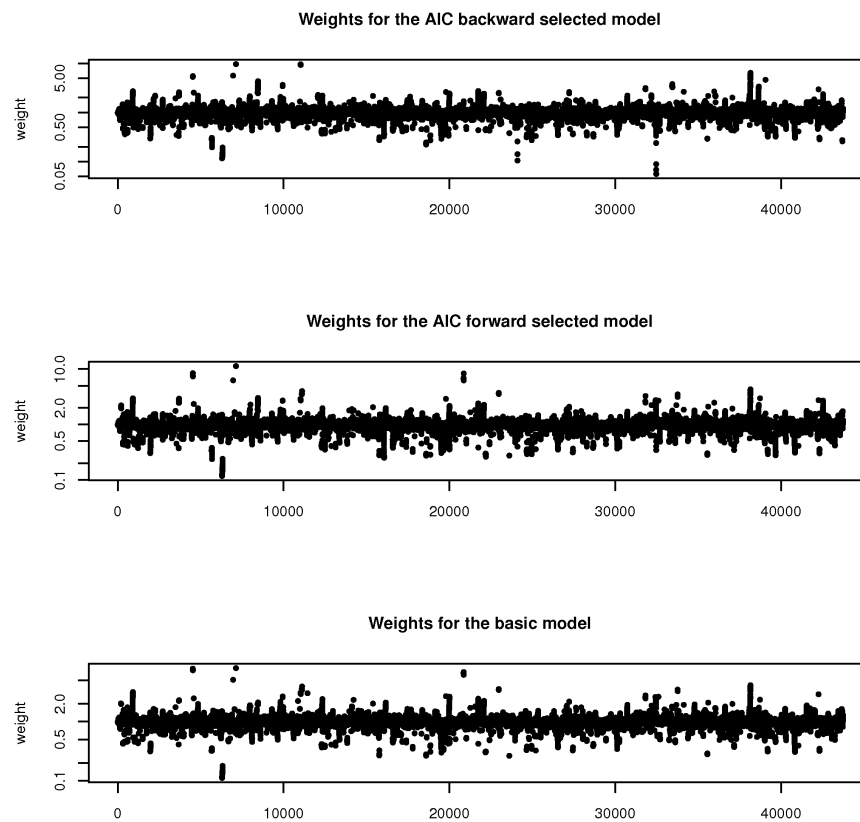 Weights for the AIC backward selected model
weight
5.00
0.50
0.05
0 10000 20000 30000 40000
Weights for the AIC forward selected model
weight
10.0
2.0
0.5
0.1
0 10000 20000 30000 40000
Weights for the basic model
weight
2.0
0.5
0.1
0 10000 20000 30000 40000